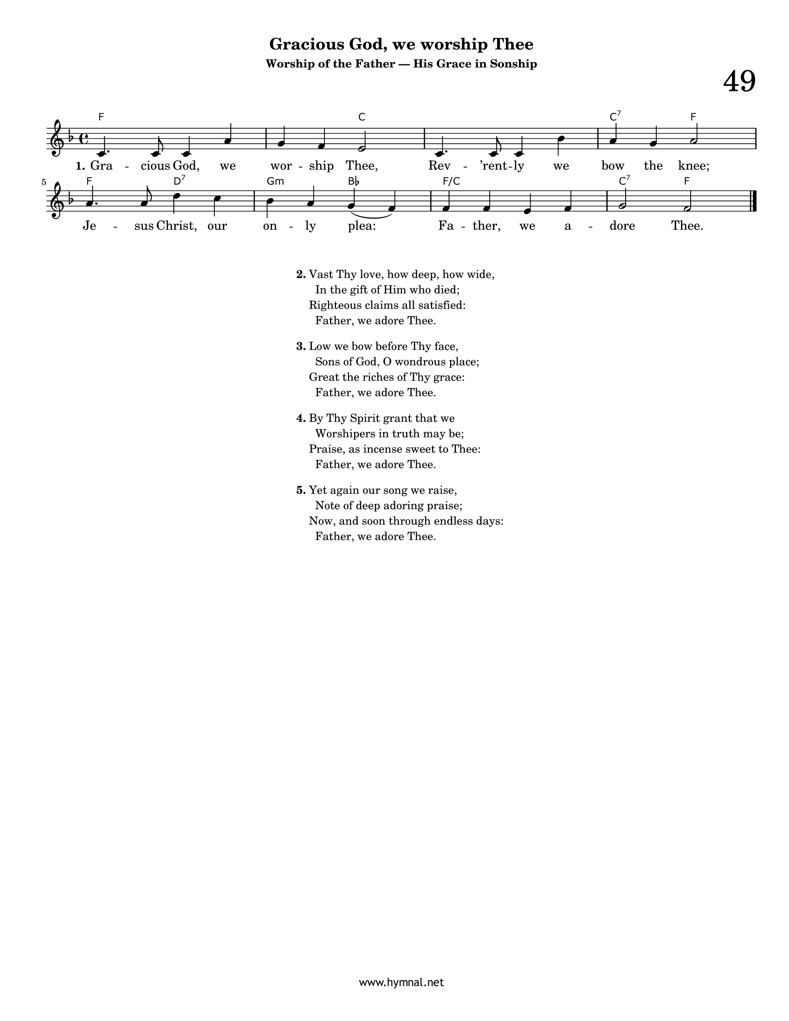 Gracious God, we worship Thee
Worship of the Father — His Grace in Sonship
49
F C C7 F
1. Gra - cious God, we wor - ship Thee, Rev - 'rent-ly we bow the knee;
5 F D7 Gm B♭ F/C C7 F
Je - sus Christ, our on - ly plea: Fa - ther, we a - dore Thee.
2. Vast Thy love, how deep, how wide,
In the gift of Him who died;
Righteous claims all satisfied:
Father, we adore Thee.
3. Low we bow before Thy face,
Sons of God, O wondrous place;
Great the riches of Thy grace:
Father, we adore Thee.
4. By Thy Spirit grant that we
Worshipers in truth may be;
Praise, as incense sweet to Thee:
Father, we adore Thee.
5. Yet again our song we raise,
Note of deep adoring praise;
Now, and soon through endless days:
Father, we adore Thee.
www.hymnal.net